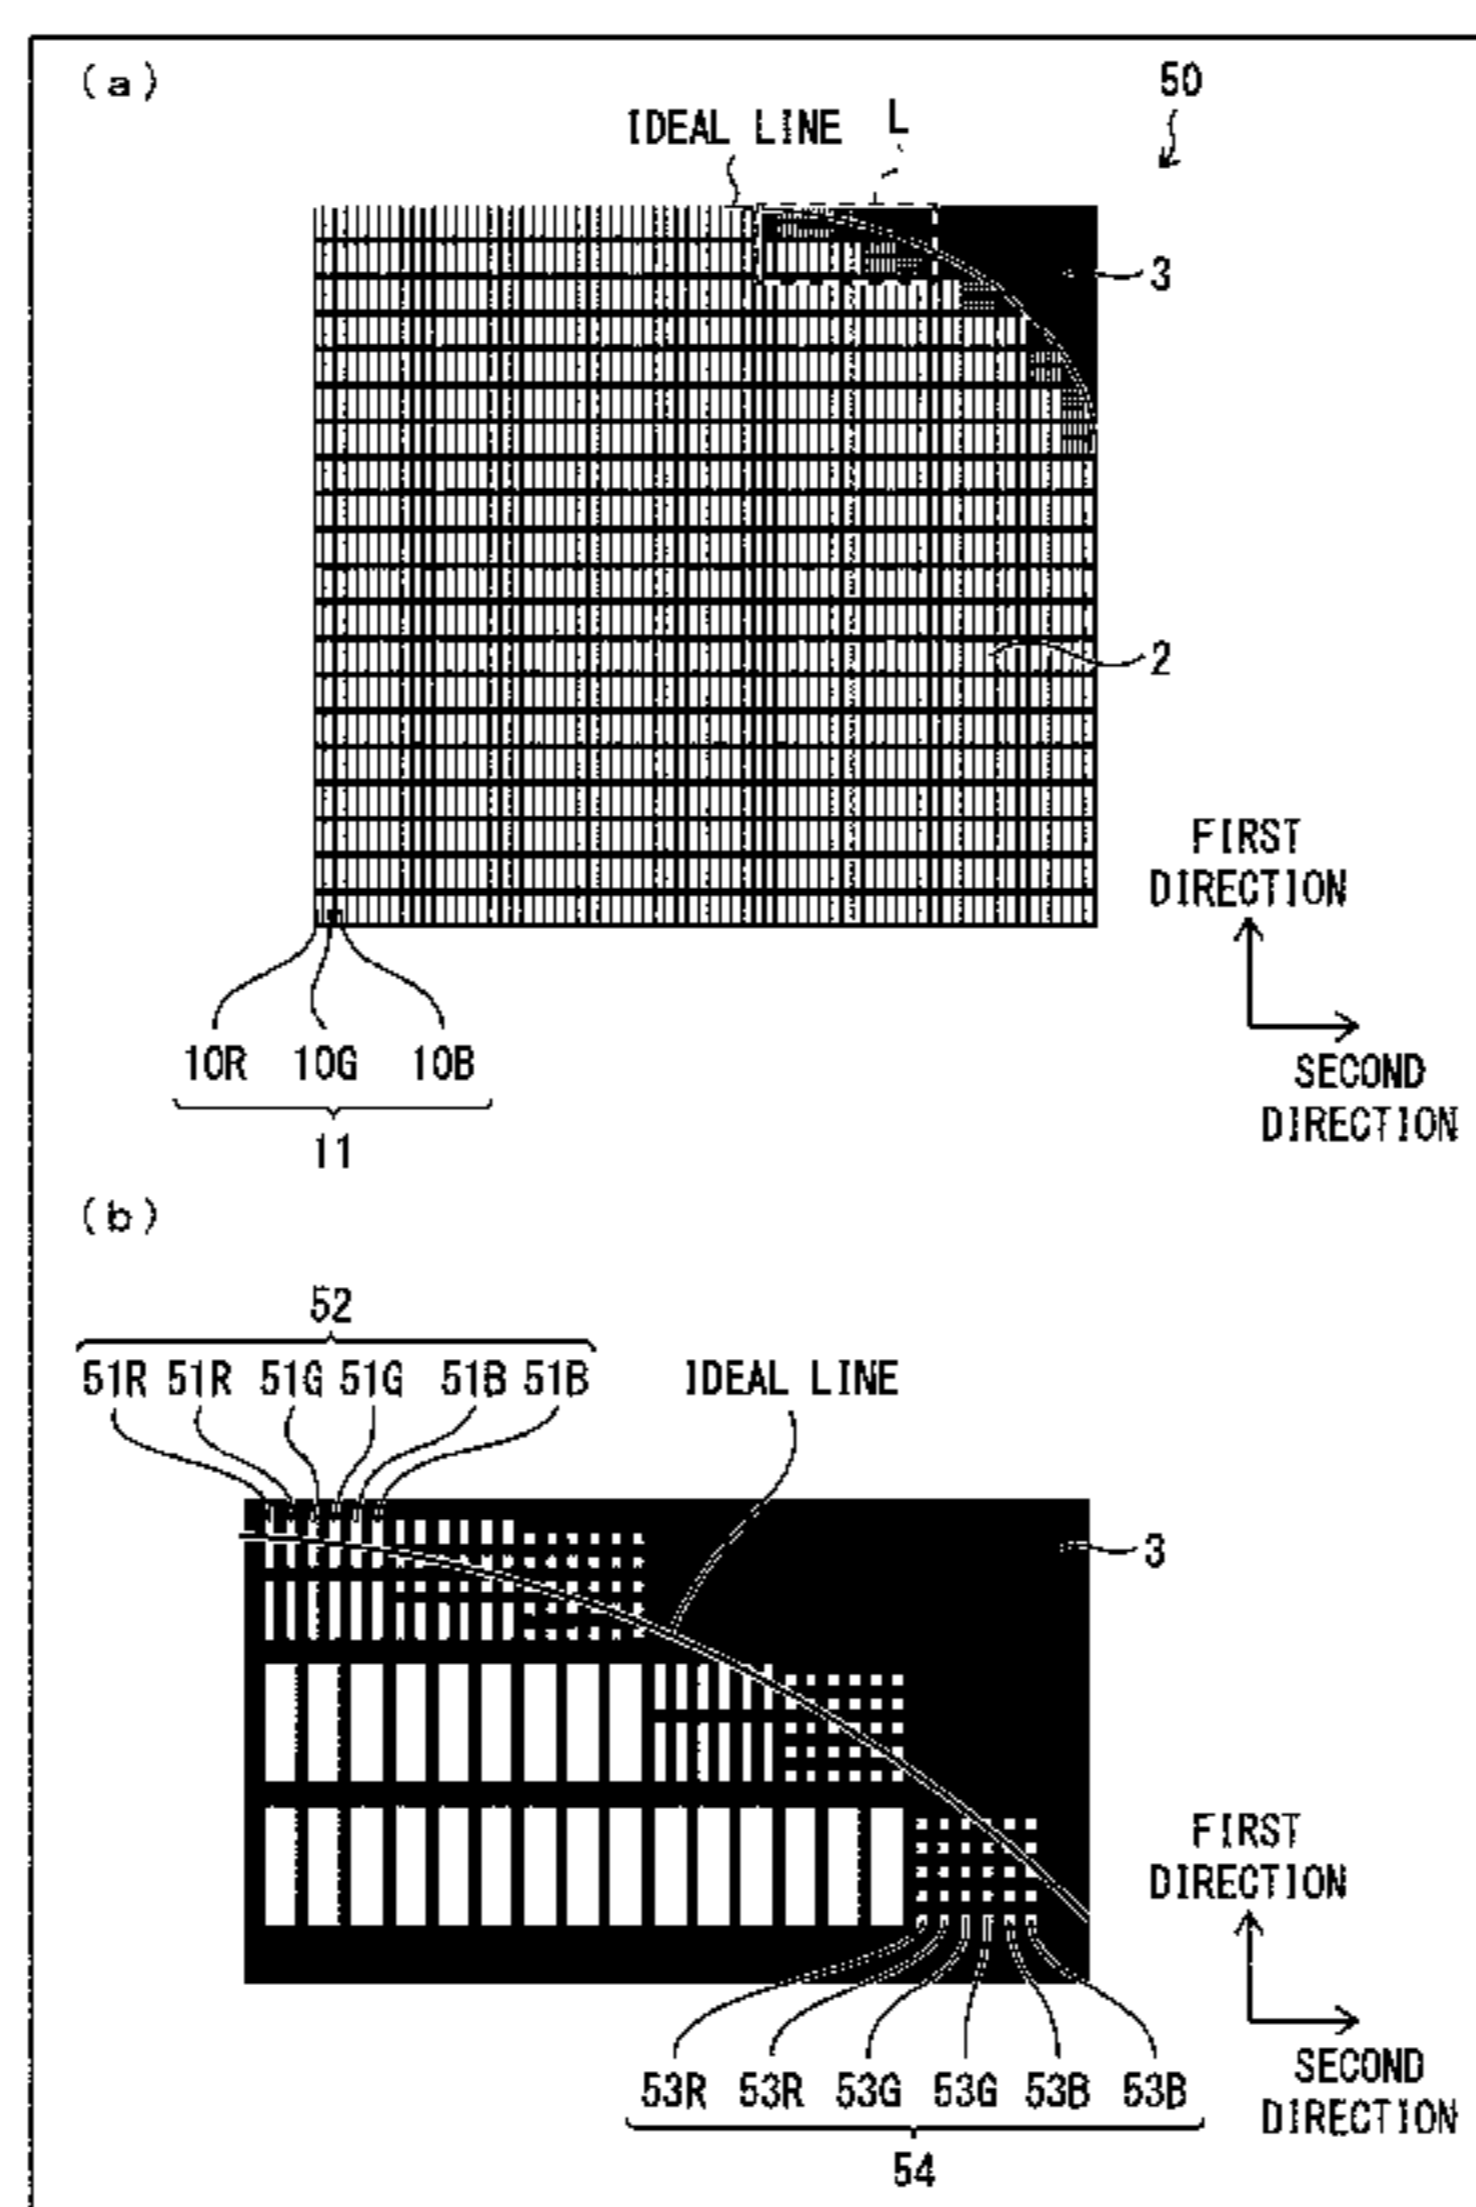 (a)
50
IDEAL LINE
L
3
2
FIRST
DIRECTION
SECOND
DIRECTION
10R 10G 10B
11
(b)
52
51R 51R 51G 51G 51B 51B
IDEAL LINE
3
FIRST
DIRECTION
SECOND
DIRECTION
53R 53R 53G 53G 53B 53B
54